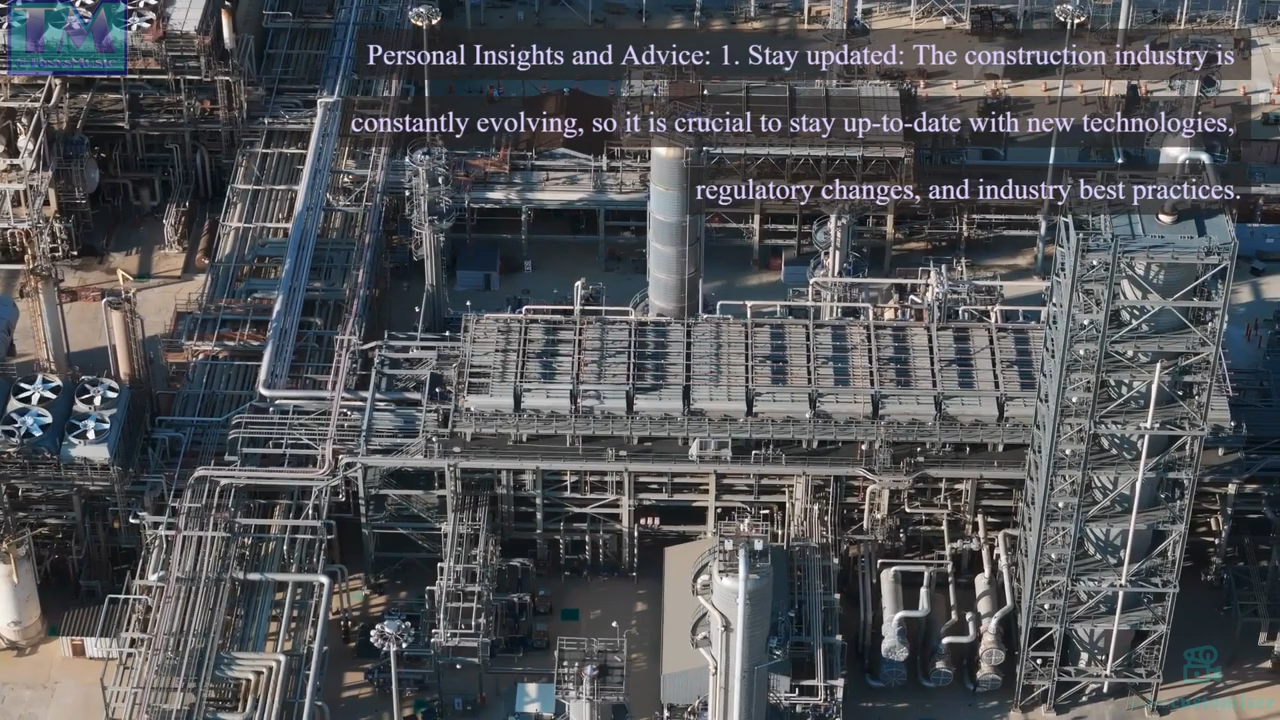 TM
Personal Insights and Advice: 1. Stay updated: The construction industry is
constantly evolving, so it is crucial to stay up-to-date with new technologies,
regulatory changes, and industry best practices.